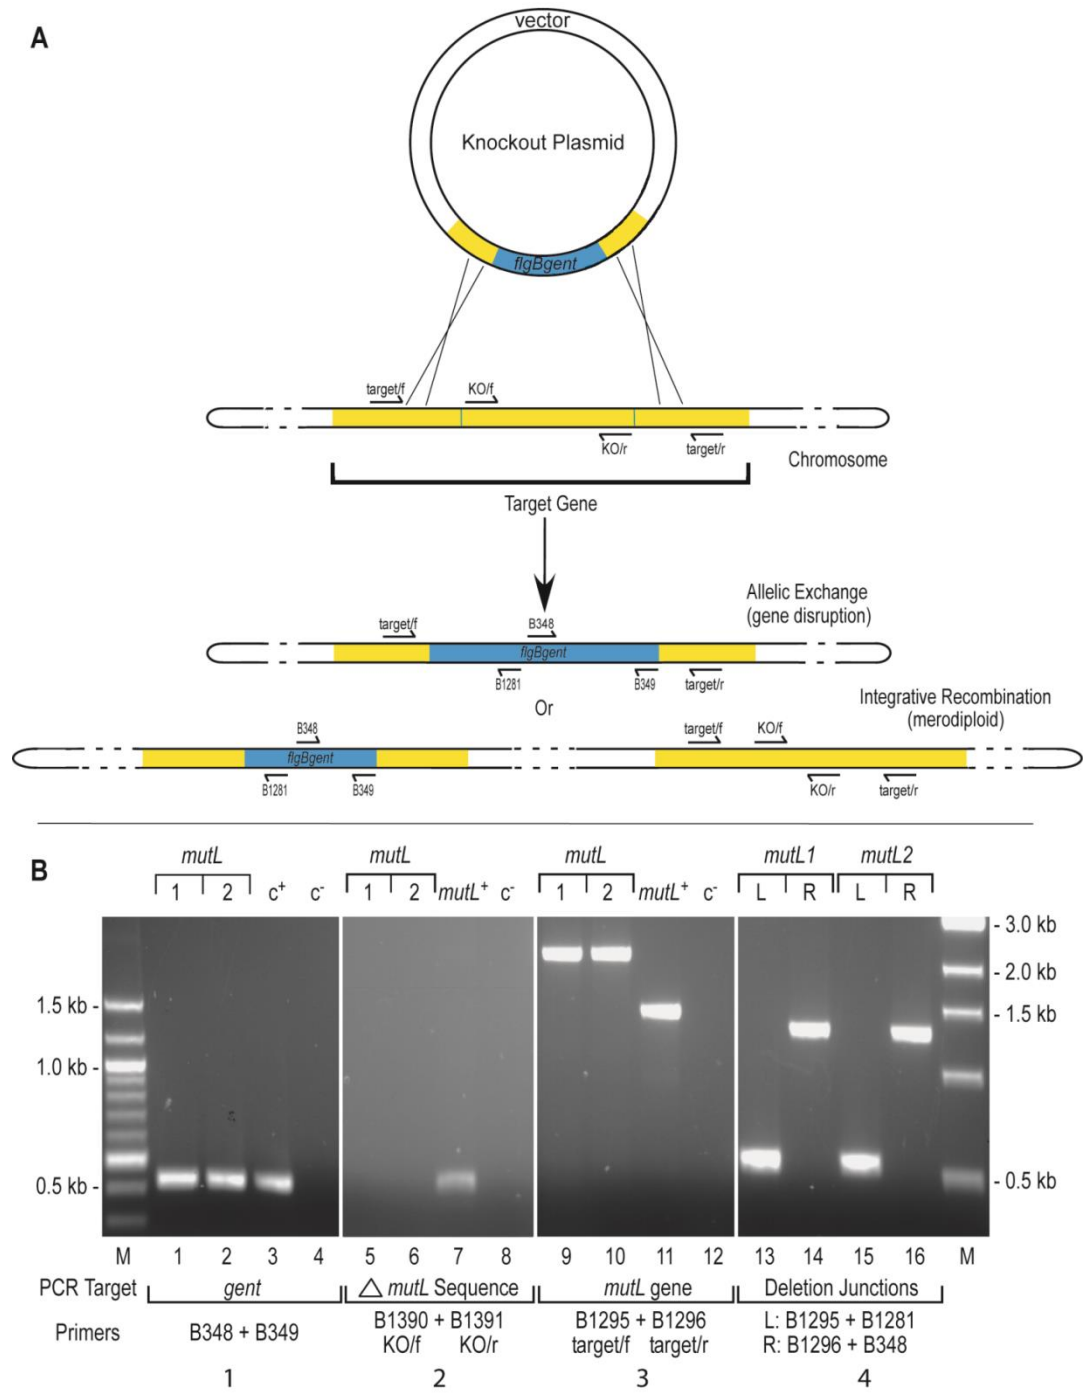 A
vector
Knockout Plasmid
flgBgent
target/f
KO/f
KO/r
target/r
Chromosome
Target Gene
Allelic Exchange
(gene disruption)
target/f
B348
flgBgent
B1281
B349
target/r
Or
Integrative Recombination
(merodiploid)
B348
target/f
KO/f
flgBgent
B1281
B349
KO/r
target/r
B
mutL mutL mutL mutL1 mutL2
1 2 c+ c- 1 2 mutL+ c- 1 2 mutL+ c- L R L R
- 3.0 kb
- 2.0 kb
1.5 kb - - 1.5 kb
1.0 kb -
0.5 kb - - 0.5 kb
M 1 2 3 4 5 6 7 8 9 10 11 12 13 14 15 16 M
PCR Target gent △ mutL Sequence mutL gene Deletion Junctions
Primers B348 + B349 B1390 + B1391 B1295 + B1296 L: B1295 + B1281
KO/f KO/r target/f target/r R: B1296 + B348
1 2 3 4